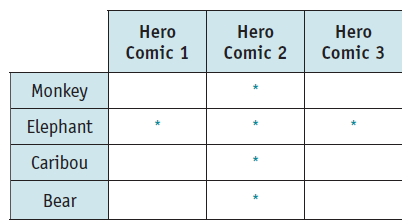 Hero Comic 1 Hero Comic 2 Hero Comic 3
Monkey *
Elephant * * *
Caribou *
Bear *